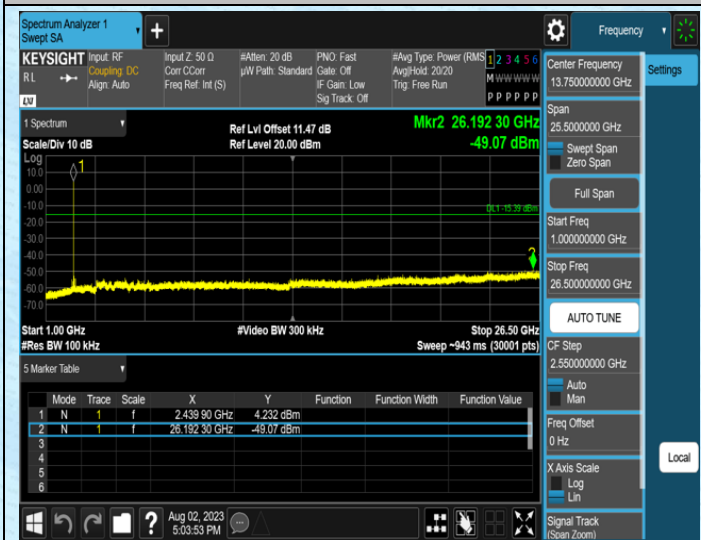 Spectrum Analyzer 1
Swept SA
+
Frequency
KEYSIGHT
RL
LXI
Input: RF
Coupling: DC
Align: Auto
Input Z: 50 Ω
Corr CCorr
Freq Ref: Int (S)
#Atten: 20 dB
µW Path: Standard
PNO: Fast
Gate: Off
IF Gain: Low
Sig Track: Off
#Avg Type: Power (RMS)
Avg|Hold: 20/20
Trig: Free Run
1 2 3 4 5 6
M W W W W W
P P P P P P
1 Spectrum
Scale/Div 10 dB
Log
Ref Lvl Offset 11.47 dB
Ref Level 20.00 dBm
Mkr2 26.192 30 GHz
-49.07 dBm
10.0
0.00
-10.0
-20.0
-30.0
-40.0
-50.0
-60.0
-70.0
1
DL1 -15.39 dBm
2
Start 1.00 GHz
#Res BW 100 kHz
#Video BW 300 kHz
Stop 26.50 GHz
Sweep ~943 ms (30001 pts)
5 Marker Table
Mode Trace Scale X Y Function Function Width Function Value
1 N 1 f 2.439 90 GHz 4.232 dBm
2 N 1 f 26.192 30 GHz -49.07 dBm
3
4
5
6
?
Aug 02, 2023
5:03:53 PM
Center Frequency
13.750000000 GHz
Span
25.5000000 GHz
Swept Span
Zero Span
Full Span
Start Freq
1.000000000 GHz
Stop Freq
26.500000000 GHz
AUTO TUNE
CF Step
2.550000000 GHz
Auto
Man
Freq Offset
0 Hz
X Axis Scale
Log
Lin
Signal Track
(Span Zoom)
Settings
Local